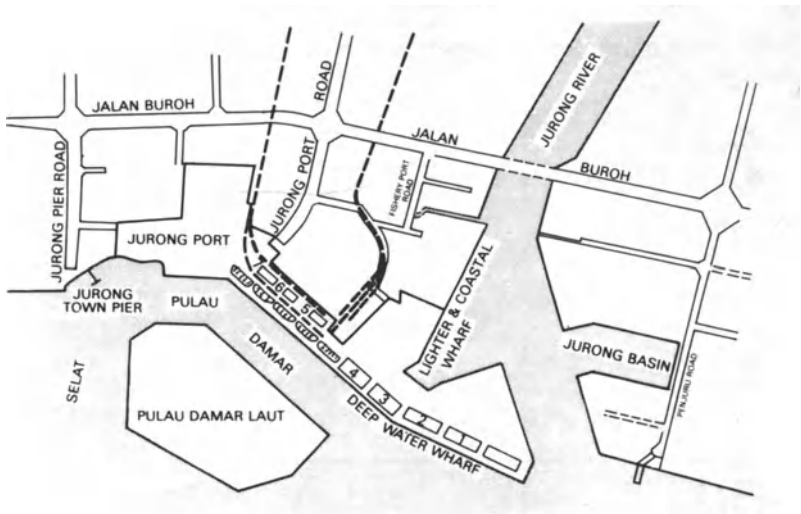 JALAN BUROH
ROAD
JURONG RIVER
JALAN
BUROH
JURONG PIER ROAD
JURONG PORT
FISHERY PORT
ROAD
JURONG PORT
JURONG
TOWN PIER
PULAU
DAMAR
SELAT
PULAU DAMAR LAUT
7
6
5
4
3
2
1
DEEP WATER WHARF
LIGHTER & COASTAL
WHARF
JURONG BASIN
PENJURU ROAD